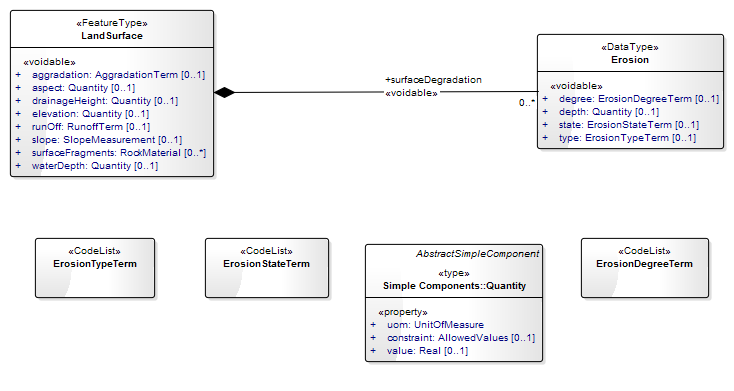 «FeatureType»
LandSurface
«voidable»
+ aggradation: AggradationTerm [0..1]
+ aspect: Quantity [0..1]
+ drainageHeight: Quantity [0..1]
+ elevation: Quantity [0..1]
+ runOff: RunoffTerm [0..1]
+ slope: SlopeMeasurement [0..1]
+ surfaceFragments: RockMaterial [0..*]
+ waterDepth: Quantity [0..1]
+surfaceDegradation
«voidable»
0..*
«DataType»
Erosion
«voidable»
+ degree: ErosionDegreeTerm [0..1]
+ depth: Quantity [0..1]
+ state: ErosionStateTerm [0..1]
+ type: ErosionTypeTerm [0..1]
«CodeList»
ErosionTypeTerm
«CodeList»
ErosionStateTerm
AbstractSimpleComponent
«type»
Simple Components::Quantity
«property»
+ uom: UnitOfMeasure
+ constraint: AllowedValues [0..1]
+ value: Real [0..1]
«CodeList»
ErosionDegreeTerm